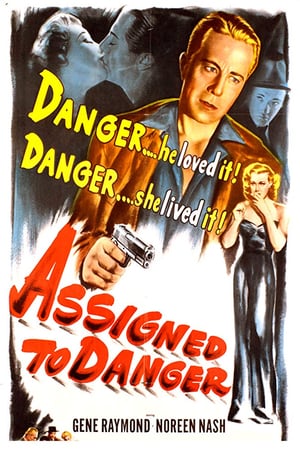 DANGER....he loved it!
DANGER....she lived it!
ASSIGNED
TO DANGER
GENE RAYMOND · NOREEN NASH